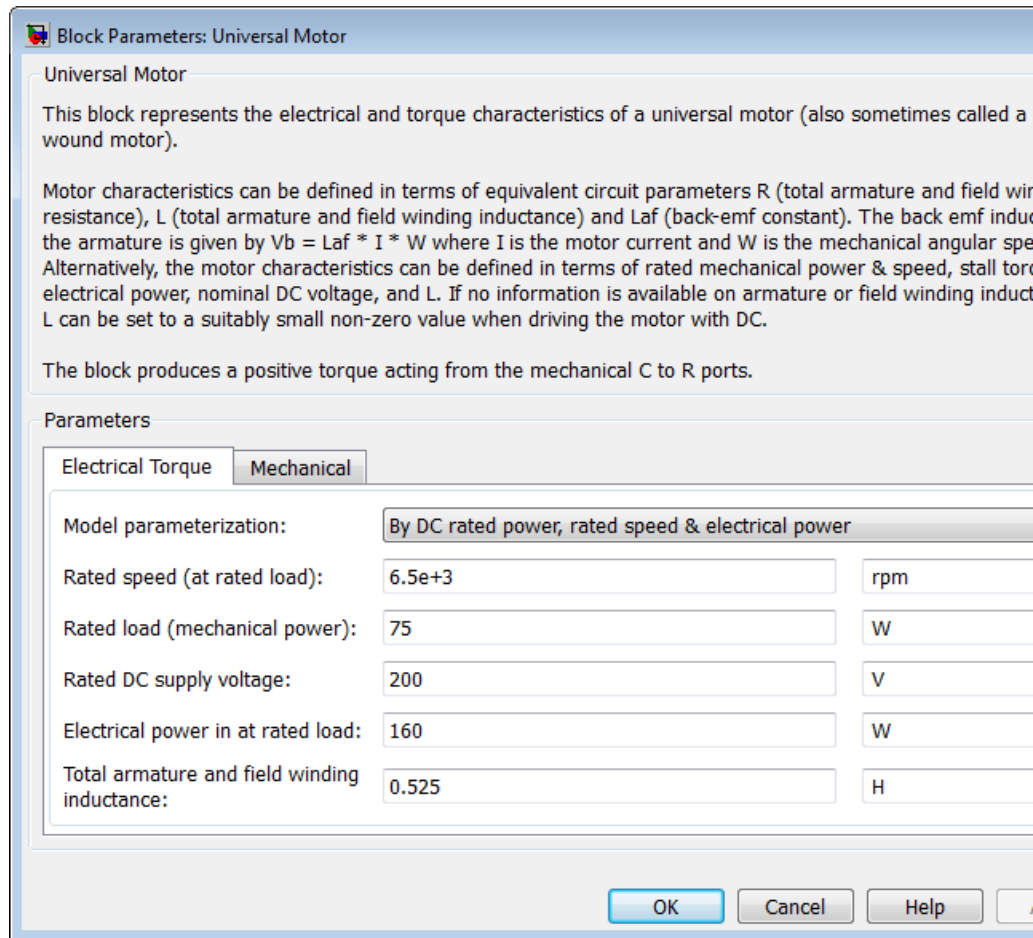 Block Parameters: Universal Motor
Universal Motor
This block represents the electrical and torque characteristics of a universal motor (also sometimes called a
wound motor).
Motor characteristics can be defined in terms of equivalent circuit parameters R (total armature and field
resistance), L (total armature and field winding inductance) and Laf (back-emf constant). The back emf
the armature is given by Vb = Laf * I * W where I is the motor current and W is the mechanical angular
Alternatively, the motor characteristics can be defined in terms of rated mechanical power & speed, stall
electrical power, nominal DC voltage, and L. If no information is available on armature or field winding
L can be set to a suitably small non-zero value when driving the motor with DC.
The block produces a positive torque acting from the mechanical C to R ports.
Parameters
Electrical Torque Mechanical
Model parameterization: By DC rated power, rated speed & electrical power
Rated speed (at rated load): 6.5e+3 rpm
Rated load (mechanical power): 75 W
Rated DC supply voltage: 200 V
Electrical power in at rated load: 160 W
Total armature and field winding
inductance: 0.525 H
OK Cancel Help